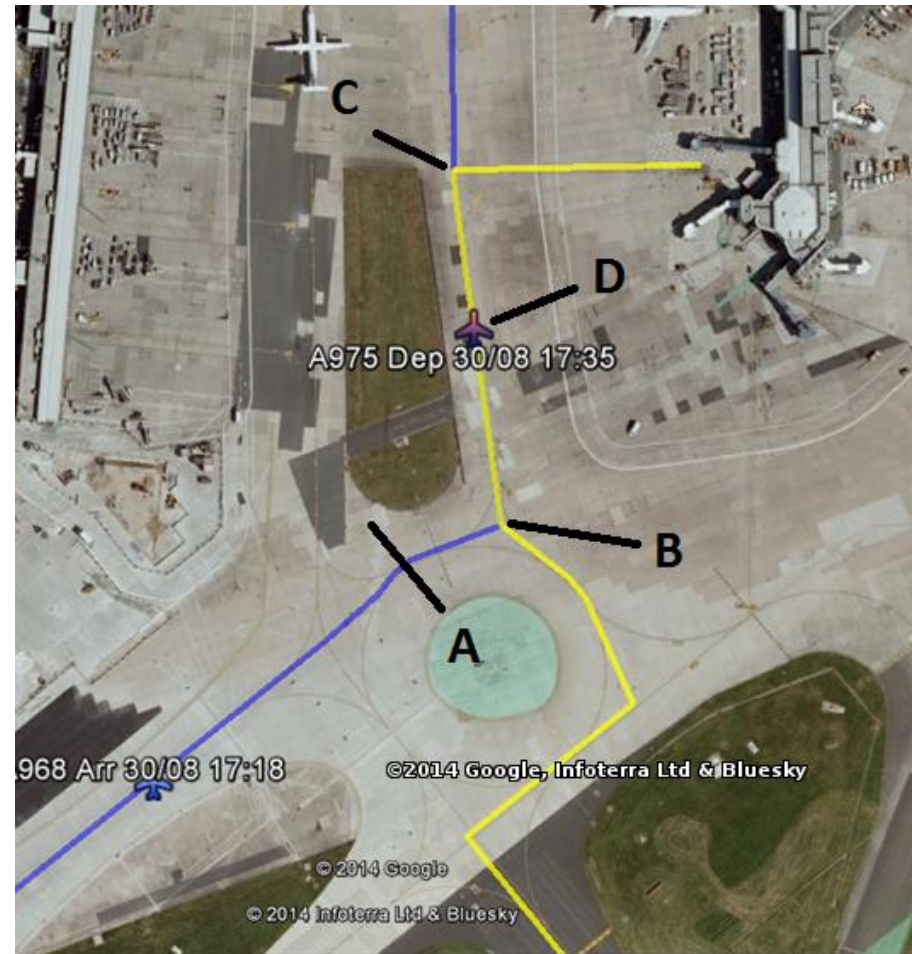 C
D
A975 Dep 30/08 17:35
B
A
968 Arr 30/08 17:18
©2014 Google, Infoterra Ltd & Bluesky
© 2014 Google
© 2014 Infoterra Ltd & Bluesky